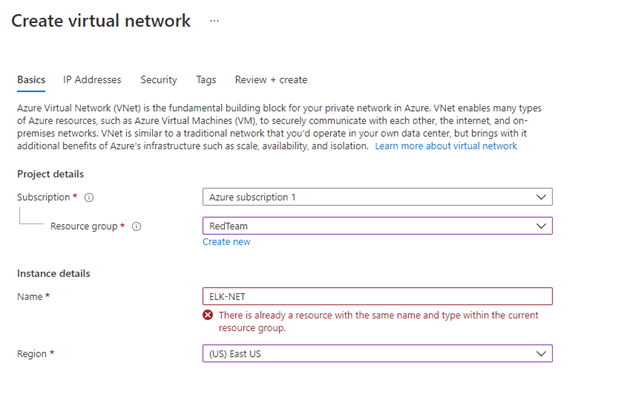 Create virtual network ...
Basics IP Addresses Security Tags Review + create
Azure Virtual Network (VNet) is the fundamental building block for your private network in Azure. VNet enables many types
of Azure resources, such as Azure Virtual Machines (VM), to securely communicate with each other, the internet, and on-
premises networks. VNet is similar to a traditional network that you'd operate in your own data center, but brings with it
additional benefits of Azure's infrastructure such as scale, availability, and isolation. Learn more about virtual network
Project details
Subscription * Azure subscription 1
Resource group * RedTeam
Create new
Instance details
Name * ELK-NET
There is already a resource with the same name and type within the current
resource group.
Region * (US) East US